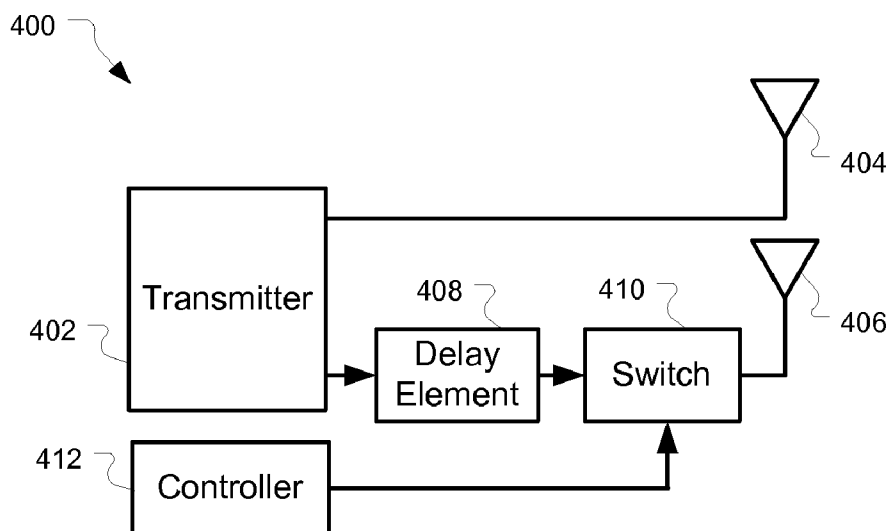 400
404
Transmitter
408
410
406
402
Delay
Element
Switch
412
Controller